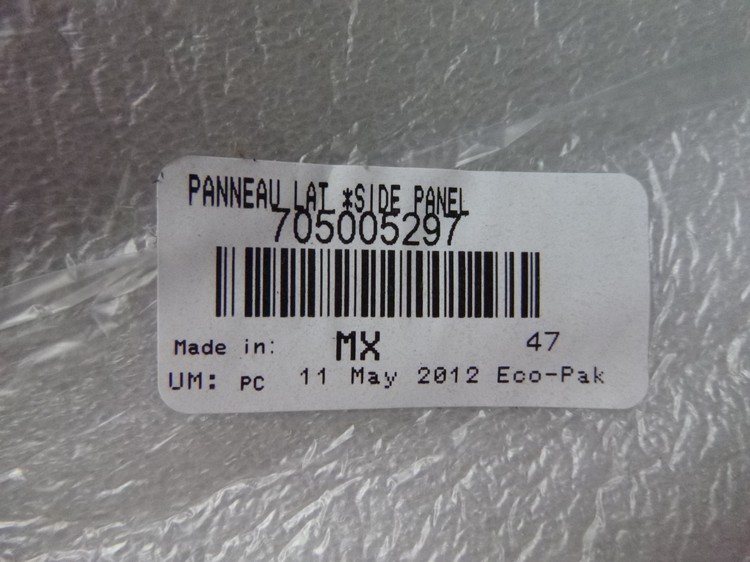 PANNEAU LAT *SIDE PANEL
705005297
Made in: MX 47
UM: PC 11 May 2012 Eco-Pak